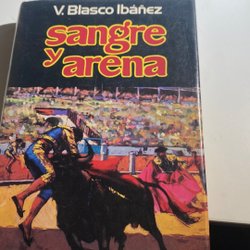 V. Blasco Ibáñez
sangre
y arena